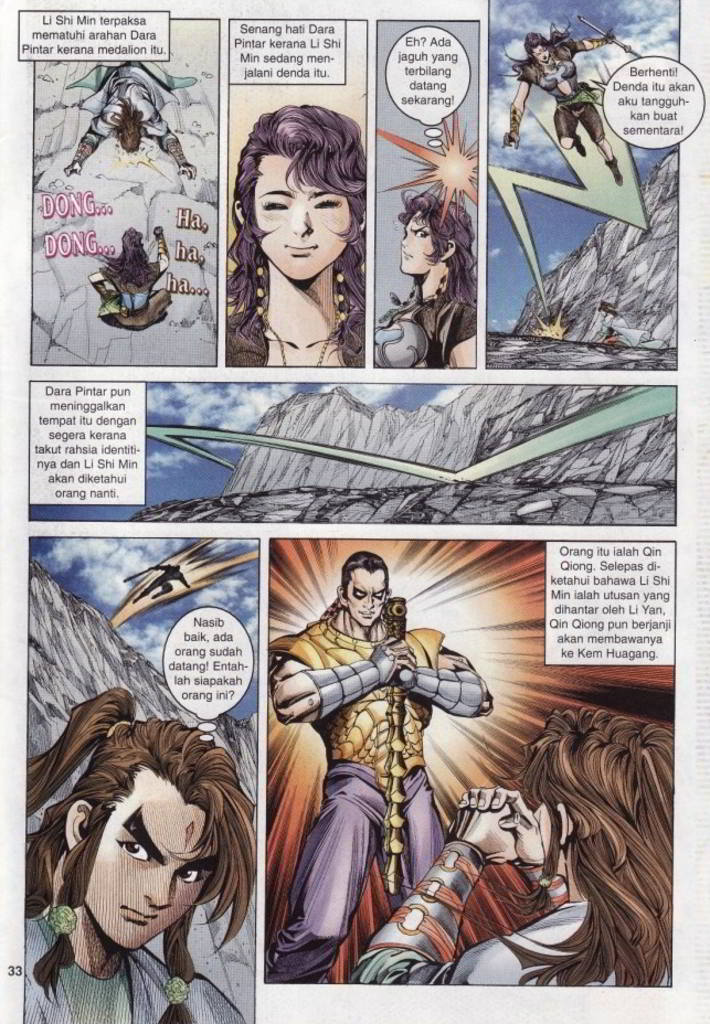 Li Shi Min terpaksa
mematuhi arahan Dara
Pintar kerana medalion itu.
DONG...
DONG...
Ha,
ha,
ha...
Senang hati Dara
Pintar kerana Li Shi
Min sedang men-
jalani denda itu.
Eh? Ada
jaguh yang
terbilang
datang
sekarang!
Berhenti!
Denda itu akan
aku tangguh-
kan buat
sementara!
Dara Pintar pun
meninggalkan
tempat itu dengan
segera kerana
takut rahsia identiti-
nya dan Li Shi Min
akan diketahui
orang nanti.
Nasib
baik, ada
orang sudah
datang! Entah-
lah siapakah
orang ini?
Orang itu ialah Qin
Qiong. Selepas di-
ketahui bahawa Li Shi
Min ialah utusan yang
dihantar oleh Li Yan,
Qin Qiong pun berjanji
akan membawanya
ke Kem Huagang.
33